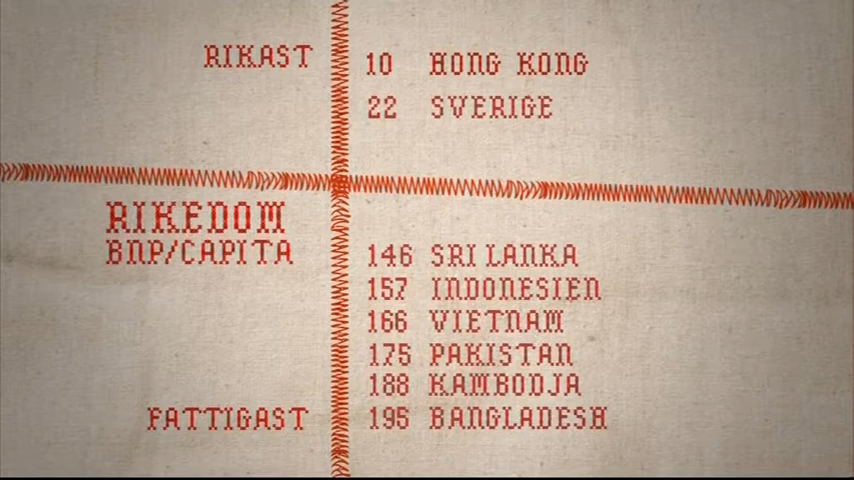 RIKAST
10 HONG KONG
22 SVERIGE
RIKEDOM
BNP/CAPITA
146 SRI LANKA
157 INDONESIEN
166 VIETNAM
175 PAKISTAN
188 KAMBODJA
FATTIGAST
195 BANGLADESH